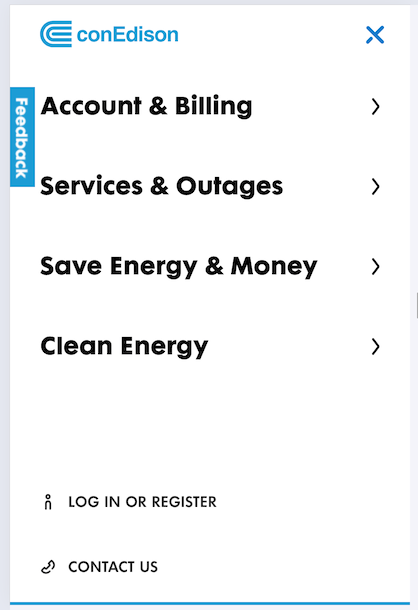 conEdison
Feedback
Account & Billing
Services & Outages
Save Energy & Money
Clean Energy
LOG IN OR REGISTER
CONTACT US